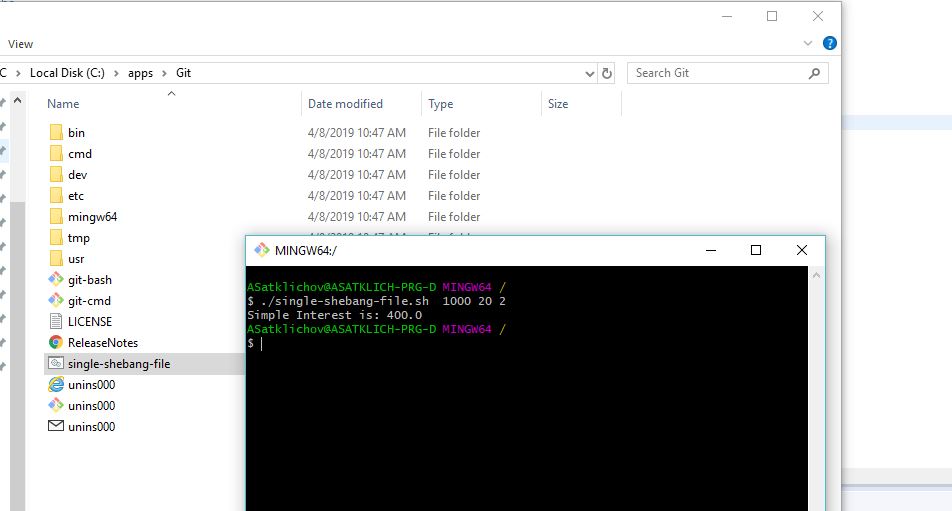 View
C > Local Disk (C:) > apps > Git
Search Git
Name Date modified Type Size
bin 4/8/2019 10:47 AM File folder
cmd 4/8/2019 10:47 AM File folder
dev 4/8/2019 10:47 AM File folder
etc 4/8/2019 10:47 AM File folder
mingw64 4/8/2019 10:47 AM File folder
tmp
usr
git-bash
git-cmd
LICENSE
ReleaseNotes
single-shebang-file
unins000
unins000
unins000
MINGW64:/
ASatklichov@ASATKLICH-PRG-D MINGW64 /
$ ./single-shebang-file.sh  1000 20 2
Simple Interest is: 400.0
ASatklichov@ASATKLICH-PRG-D MINGW64 /
$